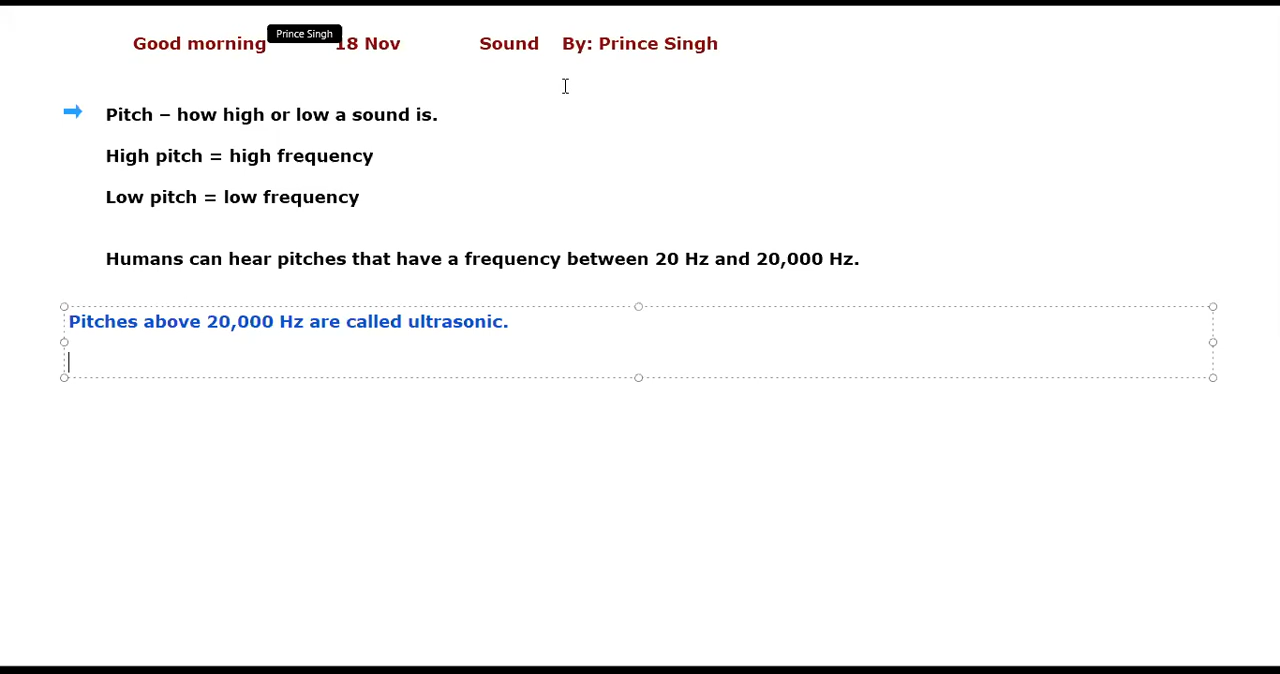 Prince Singh
Good morning 18 Nov Sound By: Prince Singh
Pitch – how high or low a sound is.
High pitch = high frequency
Low pitch = low frequency
Humans can hear pitches that have a frequency between 20 Hz and 20,000 Hz.
Pitches above 20,000 Hz are called ultrasonic.